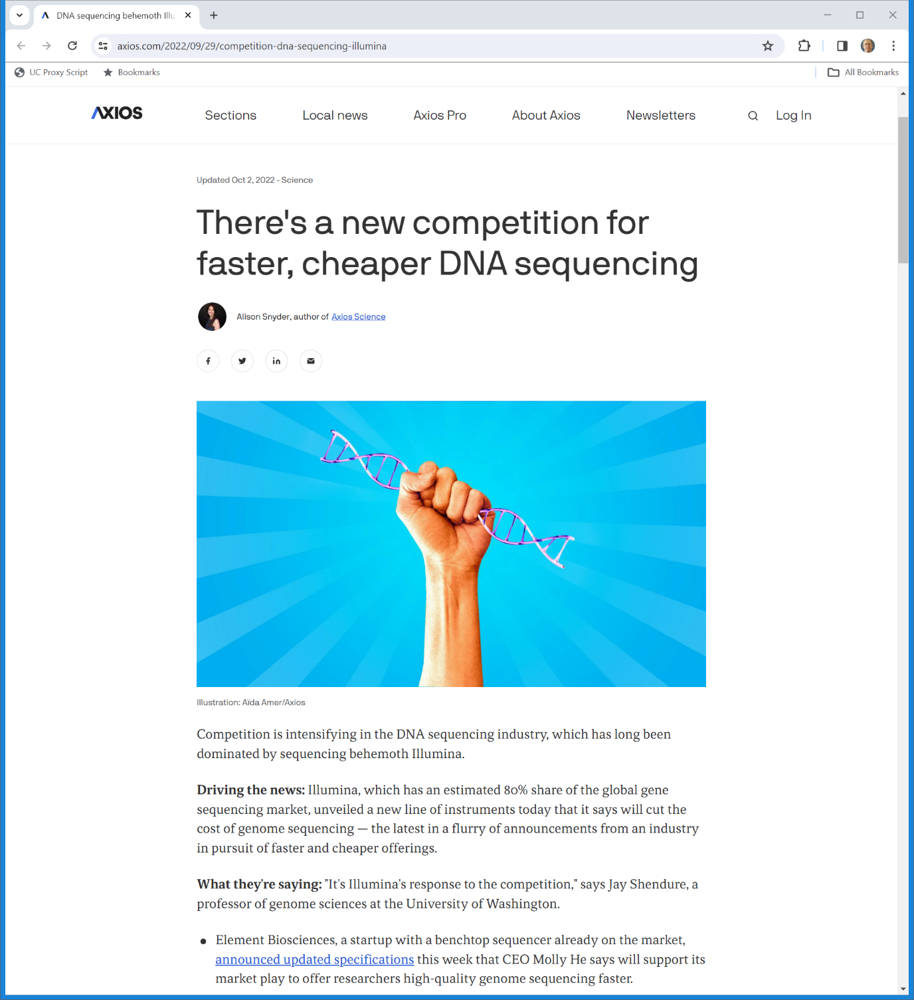 DNA sequencing behemoth Illu
axios.com/2022/09/29/competition-dna-sequencing-illumina
UC Proxy Script
Bookmarks
All Bookmarks
AXIOS
Sections
Local news
Axios Pro
About Axios
Newsletters
Log In
Updated Oct 2, 2022 - Science
There's a new competition for
faster, cheaper DNA sequencing
Alison Snyder, author of Axios Science
Illustration: Aïda Amer/Axios
Competition is intensifying in the DNA sequencing industry, which has long been
dominated by sequencing behemoth Illumina.
Driving the news: Illumina, which has an estimated 80% share of the global gene
sequencing market, unveiled a new line of instruments today that it says will cut the
cost of genome sequencing — the latest in a flurry of announcements from an industry
in pursuit of faster and cheaper offerings.
What they're saying: "It's Illumina's response to the competition," says Jay Shendure, a
professor of genome sciences at the University of Washington.
Element Biosciences, a startup with a benchtop sequencer already on the market,
announced updated specifications this week that CEO Molly He says will support its
market play to offer researchers high-quality genome sequencing faster.